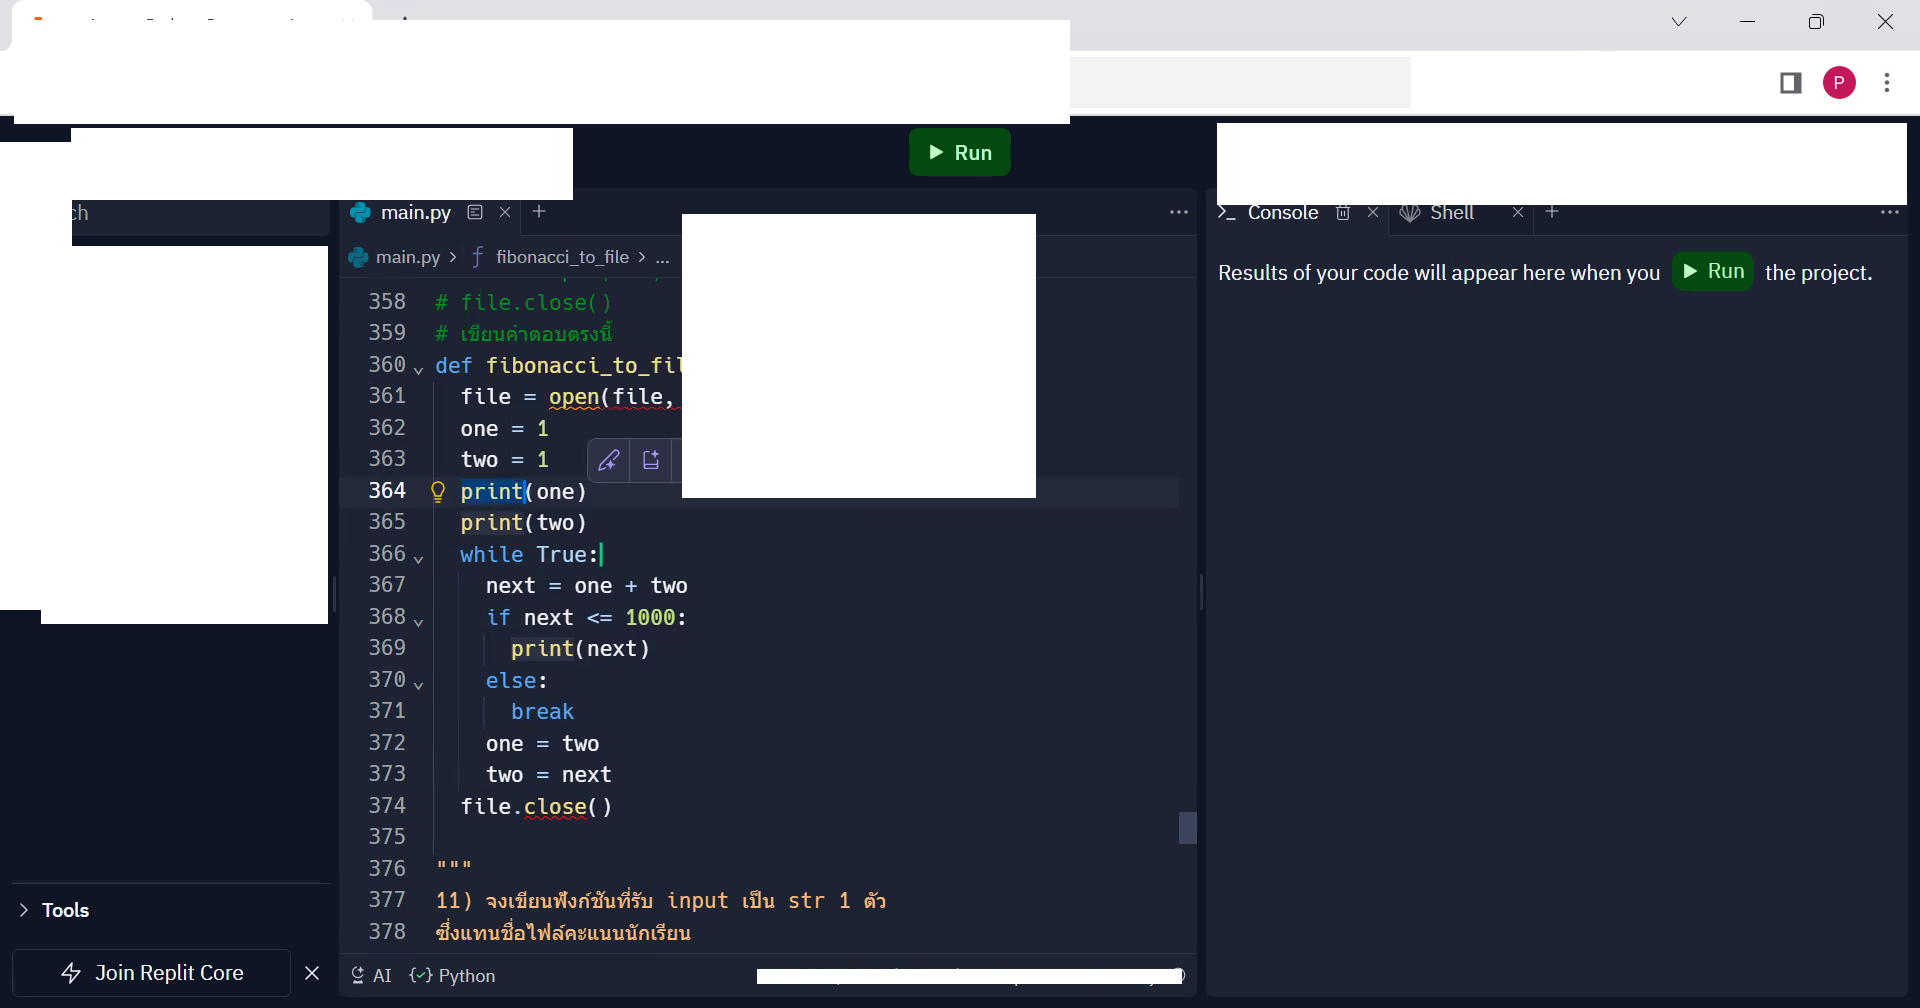 P
Run
ch
main.py
Console
Shell
main.py > fibonacci_to_file > ...
Results of your code will appear here when you Run the project.
358 # file.close()
359 # เขียนคำตอบตรงนี้
360 def fibonacci_to_fil
361 file = open(file,
362 one = 1
363 two = 1
364 print(one)
365 print(two)
366 while True:
367 next = one + two
368 if next <= 1000:
369 print(next)
370 else:
371 break
372 one = two
373 two = next
374 file.close()
375
376 """
377 11) จงเขียนฟังก์ชันที่รับ input เป็น str 1 ตัว
378 ซึ่งแทนชื่อไฟล์คะแนนนักเรียน
Tools
Join Replit Core
AI
Python